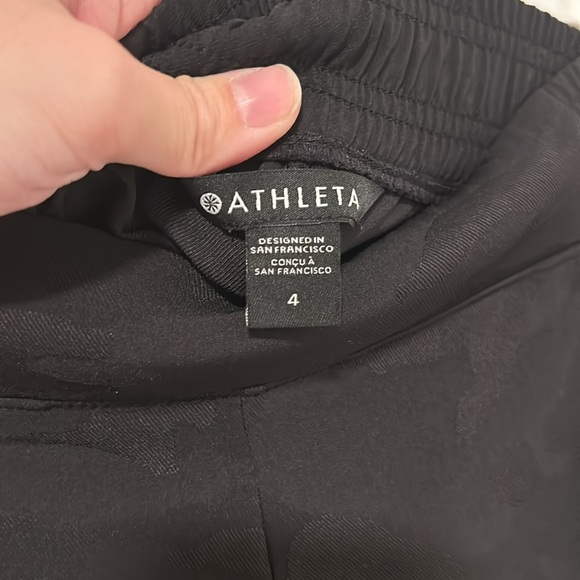 ATHLETA
DESIGNED IN
SAN FRANCISCO
CONÇU À
SAN FRANCISCO
4